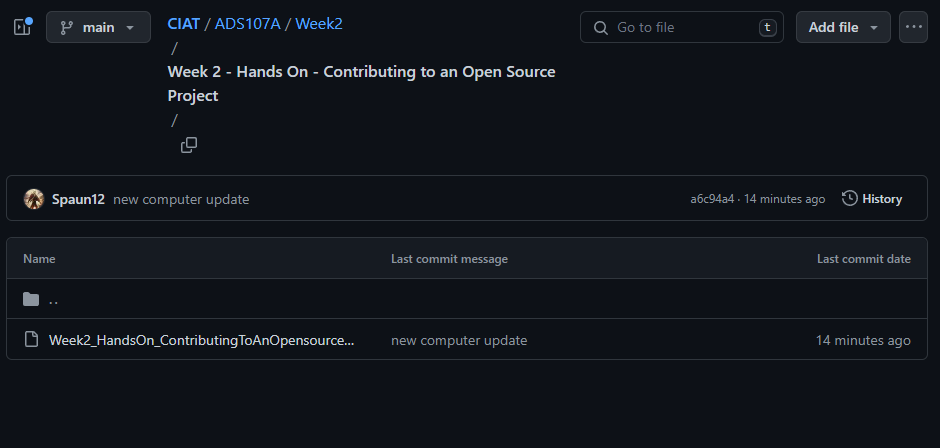 main
CIAT / ADS107A / Week2
/
Week 2 - Hands On - Contributing to an Open Source
Project
/
Go to file
t
Add file
Spaun12 new computer update
a6c94a4 · 14 minutes ago
History
Name Last commit message Last commit date
..
Week2_HandsOn_ContributingToAnOpensource... new computer update 14 minutes ago